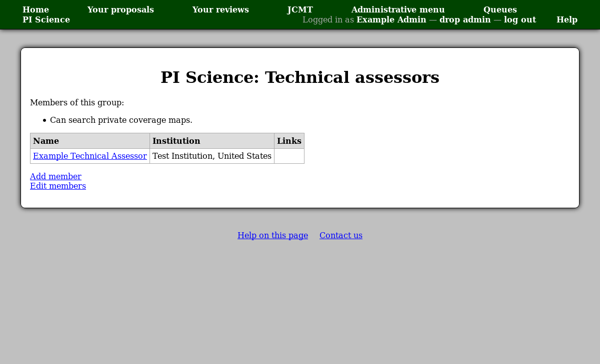 Home Your proposals Your reviews JCMT Administrative menu Queues
PI Science Logged in as Example Admin — drop admin — log out Help
PI Science: Technical assessors
Members of this group:
• Can search private coverage maps.
Name Institution Links
Example Technical Assessor Test Institution, United States
Add member
Edit members
Help on this page Contact us